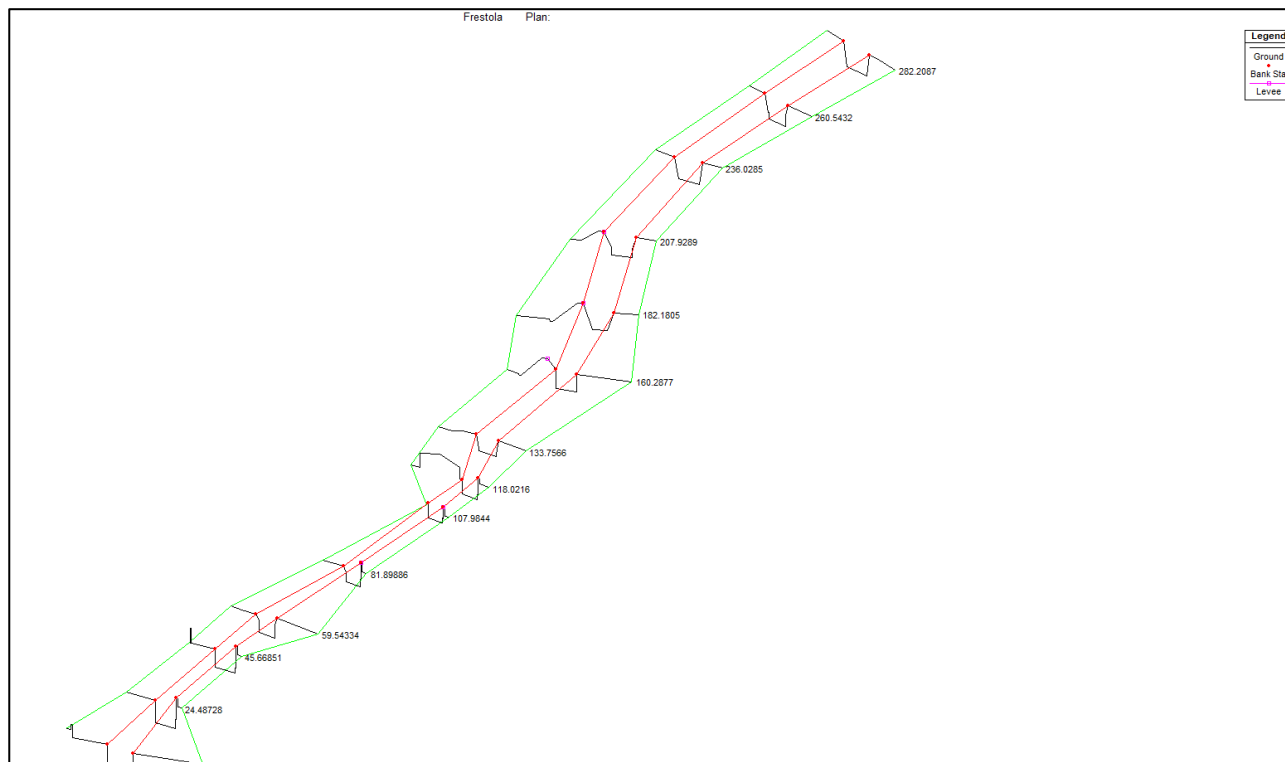 Frestola Plan:
Legend
Ground
Bank Sta
Levee
282.2087
260.5432
236.0285
207.9289
182.1805
160.2877
133.7566
118.0216
107.9844
81.89886
59.54334
45.66851
24.48728